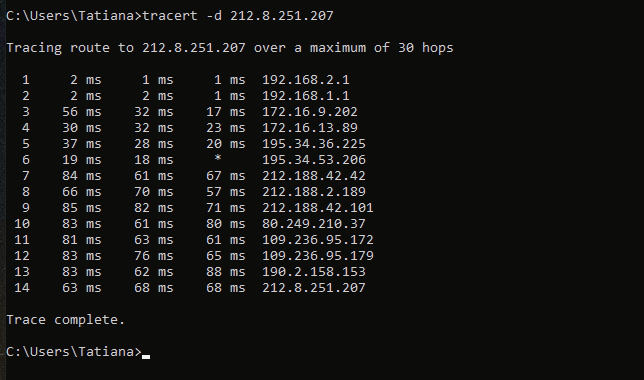 C:\Users\Tatiana>tracert -d 212.8.251.207
Tracing route to 212.8.251.207 over a maximum of 30 hops
1 2 ms 1 ms 1 ms 192.168.2.1
2 2 ms 2 ms 1 ms 192.168.1.1
3 56 ms 32 ms 17 ms 172.16.9.202
4 30 ms 32 ms 23 ms 172.16.13.89
5 37 ms 28 ms 20 ms 195.34.36.225
6 19 ms 18 ms * 195.34.53.206
7 84 ms 61 ms 67 ms 212.188.42.42
8 66 ms 70 ms 57 ms 212.188.2.189
9 85 ms 82 ms 71 ms 212.188.42.101
10 83 ms 61 ms 80 ms 80.249.210.37
11 81 ms 63 ms 61 ms 109.236.95.172
12 83 ms 76 ms 65 ms 109.236.95.179
13 83 ms 62 ms 88 ms 190.2.158.153
14 63 ms 68 ms 68 ms 212.8.251.207
Trace complete.
C:\Users\Tatiana>